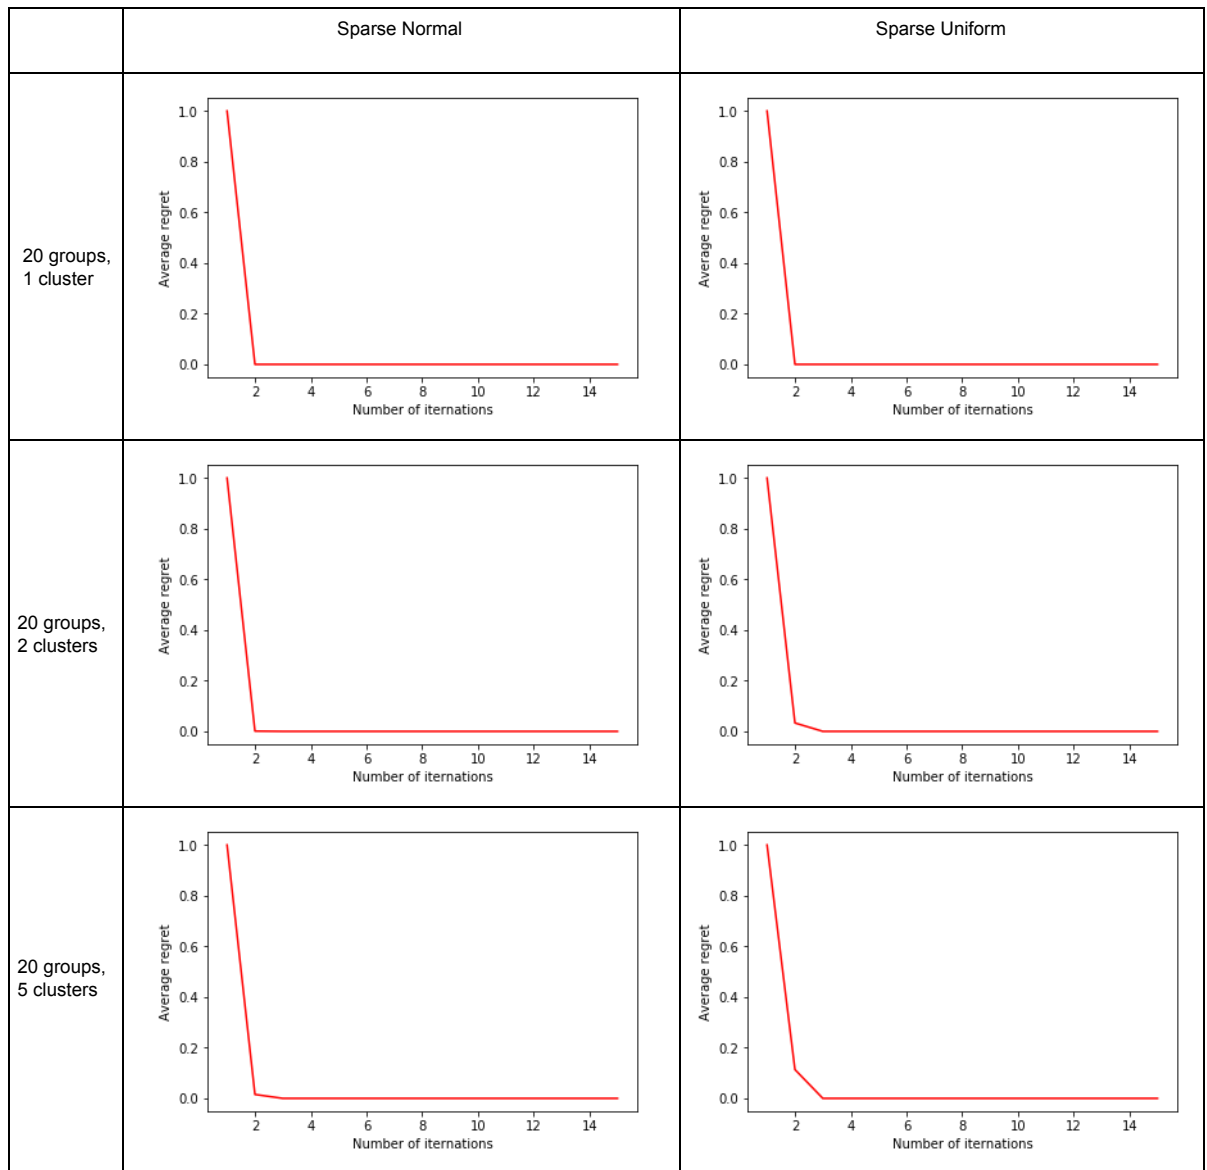 Sparse Normal
Sparse Uniform
20 groups,
1 cluster
1.0
0.8
0.6
0.4
0.2
0.0
Average regret
2 4 6 8 10 12 14
Number of iternations
1.0
0.8
0.6
0.4
0.2
0.0
Average regret
2 4 6 8 10 12 14
Number of iternations
20 groups,
2 clusters
1.0
0.8
0.6
0.4
0.2
0.0
Average regret
2 4 6 8 10 12 14
Number of iternations
1.0
0.8
0.6
0.4
0.2
0.0
Average regret
2 4 6 8 10 12 14
Number of iternations
20 groups,
5 clusters
1.0
0.8
0.6
0.4
0.2
0.0
Average regret
2 4 6 8 10 12 14
Number of iternations
1.0
0.8
0.6
0.4
0.2
0.0
Average regret
2 4 6 8 10 12 14
Number of iternations